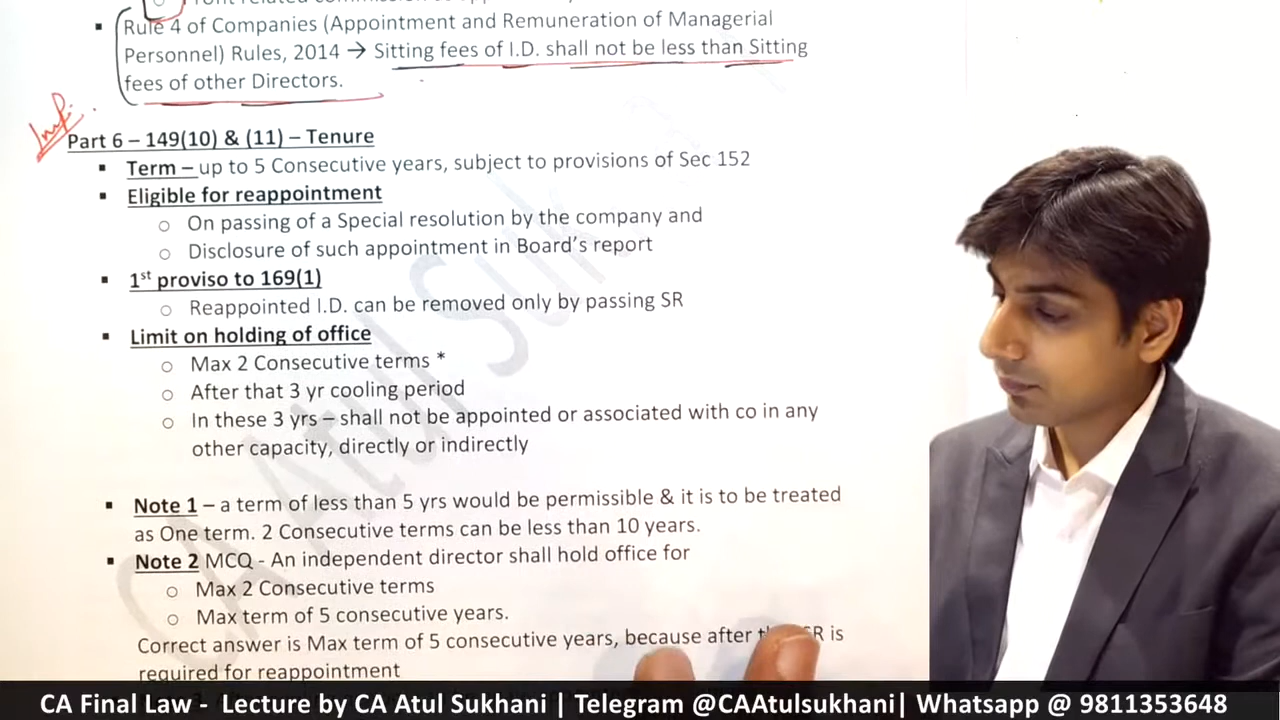 Rule 4 of Companies (Appointment and Remuneration of Managerial
Personnel) Rules, 2014 → Sitting fees of I.D. shall not be less than Sitting
fees of other Directors.
Imp.
Part 6 – 149(10) & (11) – Tenure
▪ Term – up to 5 Consecutive years, subject to provisions of Sec 152
▪ Eligible for reappointment
o On passing of a Special resolution by the company and
o Disclosure of such appointment in Board's report
▪ 1st proviso to 169(1)
o Reappointed I.D. can be removed only by passing SR
▪ Limit on holding of office
o Max 2 Consecutive terms *
o After that 3 yr cooling period
o In these 3 yrs – shall not be appointed or associated with co in any
other capacity, directly or indirectly
▪ Note 1 – a term of less than 5 yrs would be permissible & it is to be treated
as One term. 2 Consecutive terms can be less than 10 years.
▪ Note 2 MCQ - An independent director shall hold office for
o Max 2 Consecutive terms
o Max term of 5 consecutive years.
Correct answer is Max term of 5 consecutive years, because after is
required for reappointment
CA Atul Suk
CA Final Law - Lecture by CA Atul Sukhani | Telegram @CAAtulsukhani| Whatsapp @ 9811353648